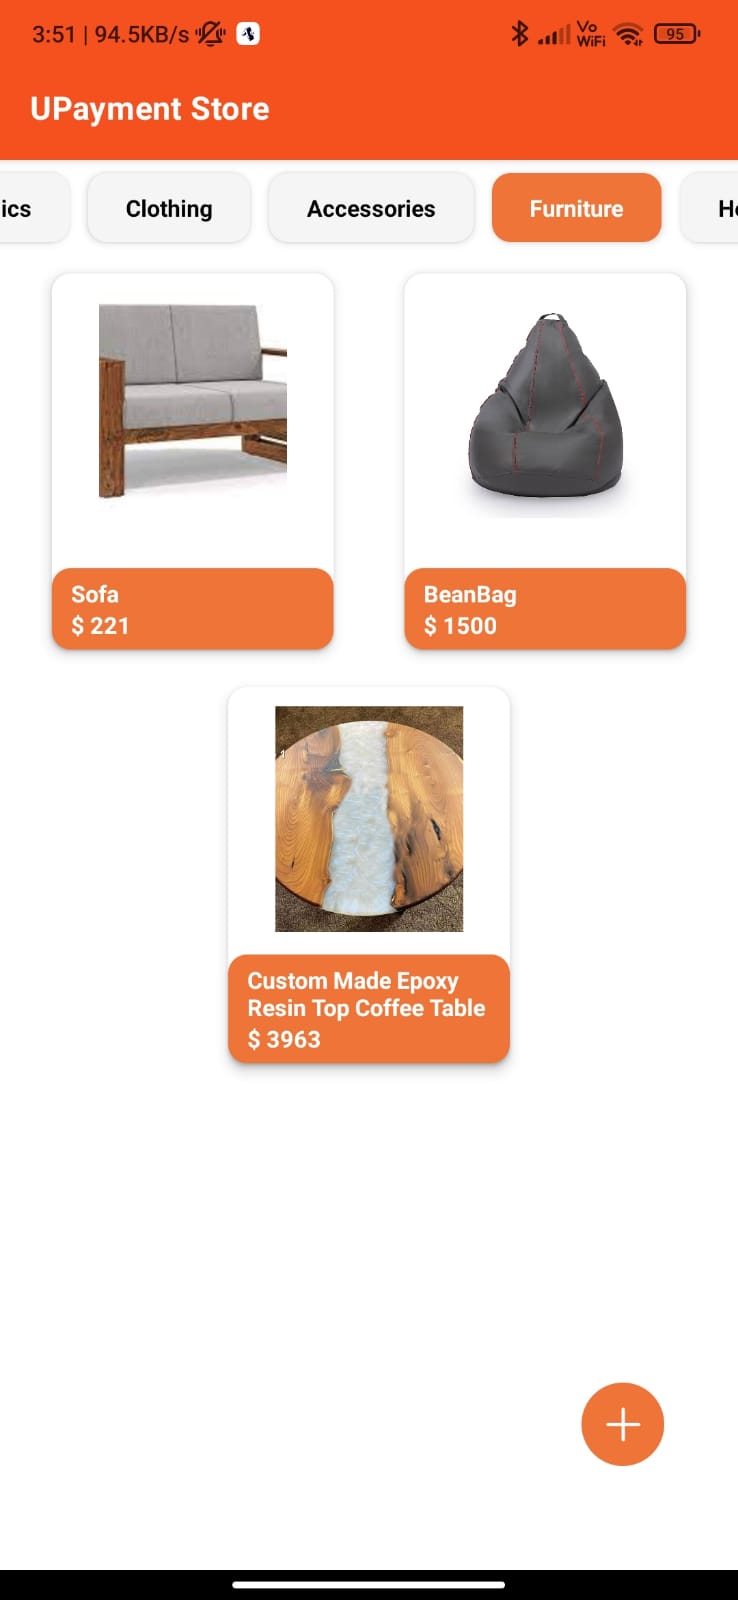 3:51 | 94.5KB/s
Vo
WiFi
95
UPayment Store
ics
Clothing
Accessories
Furniture
Sofa
$ 221
BeanBag
$ 1500
1
Custom Made Epoxy
Resin Top Coffee Table
$ 3963